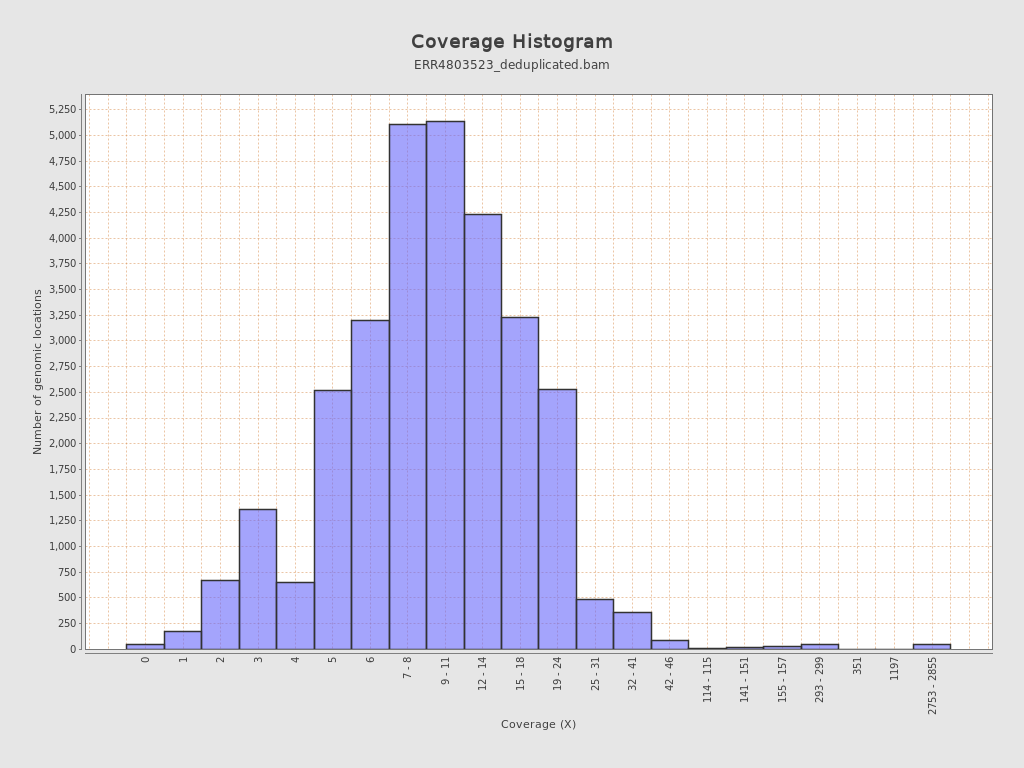 Coverage Histogram
ERR4803523_deduplicated.bam
Number of genomic locations
5,250
5,000
4,750
4,500
4,250
4,000
3,750
3,500
3,250
3,000
2,750
2,500
2,250
2,000
1,750
1,500
1,250
1,000
750
500
250
0
0
1
2
3
4
5
6
7 - 8
9 - 11
12 - 14
15 - 18
19 - 24
25 - 31
32 - 41
42 - 46
114 - 115
141 - 151
155 - 157
293 - 299
351
1197
2753 - 2855
Coverage (X)